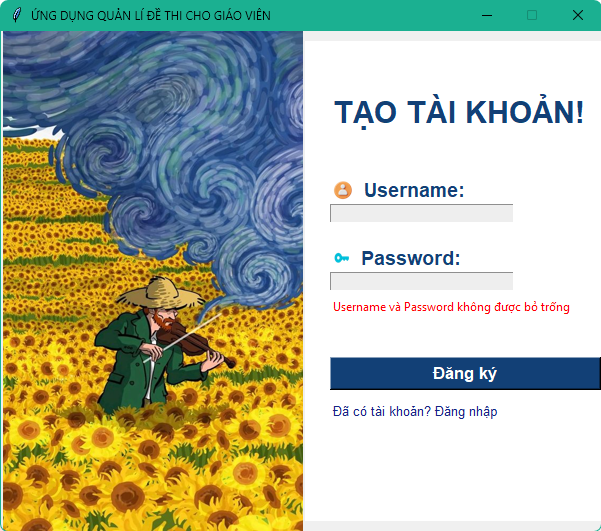 ỨNG DỤNG QUẢN LÍ ĐỀ THI CHO GIÁO VIÊN
TẠO TÀI KHOẢN!
Username:
Password:
Username và Password không được bỏ trống
Đăng ký
Đã có tài khoản? Đăng nhập